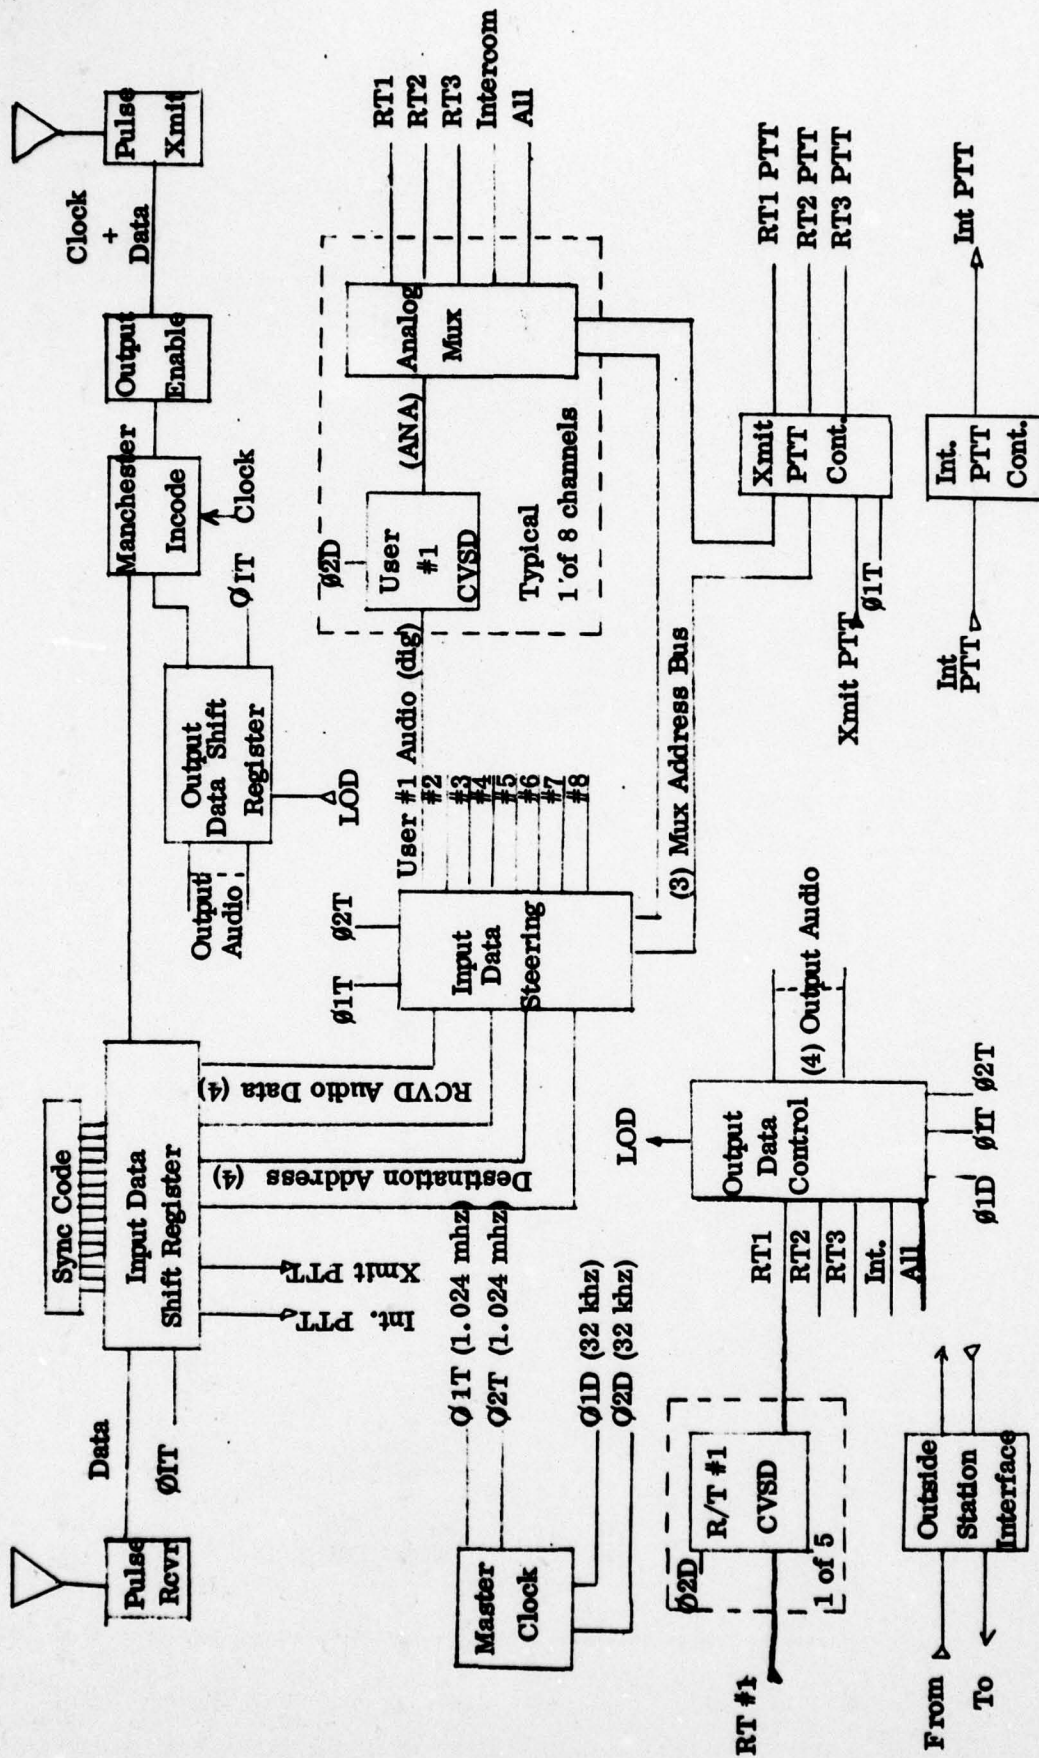 Pulse
Rcvr
Data
ØIT
Sync Code
Input Data
Shift Register
Int. PTT
Xmit PTT
Destination Address (4)
RCVD Audio Data (4)
Output
Audio
Output
Data Shift
Register
LOD
Manchester
Incode
ØIT Clock
Output
Enable
Clock
+
Data
Pulse
Xmit
Master
Clock
Ø1T (1.024 mhz)
Ø2T (1.024 mhz)
Ø1D (32 khz)
Ø2D (32 khz)
Ø1T
Ø2T
Input
Data
Steering
User #1 Audio (dig)
#2
#3
#4
#5
#6
#7
#8
(3) Mux Address Bus
Ø2D
User
#1
CVSD
(ANA)
Typical
1 of 8 channels
Analog
Mux
RT1
RT2
RT3
Intercom
All
RT #1
Ø2D
R/T #1
CVSD
1 of 5
RT1
RT2
RT3
Int.
All
LOD
Output
Data
Control
(4) Output Audio
Ø1D
Ø1T
Ø2T
Xmit PTT
Ø1T
Xmit
PTT
Cont.
RT1 PTT
RT2 PTT
RT3 PTT
From
To
Outside
Station
Interface
Int
PTT
Int.
PTT
Cont.
Int PTT